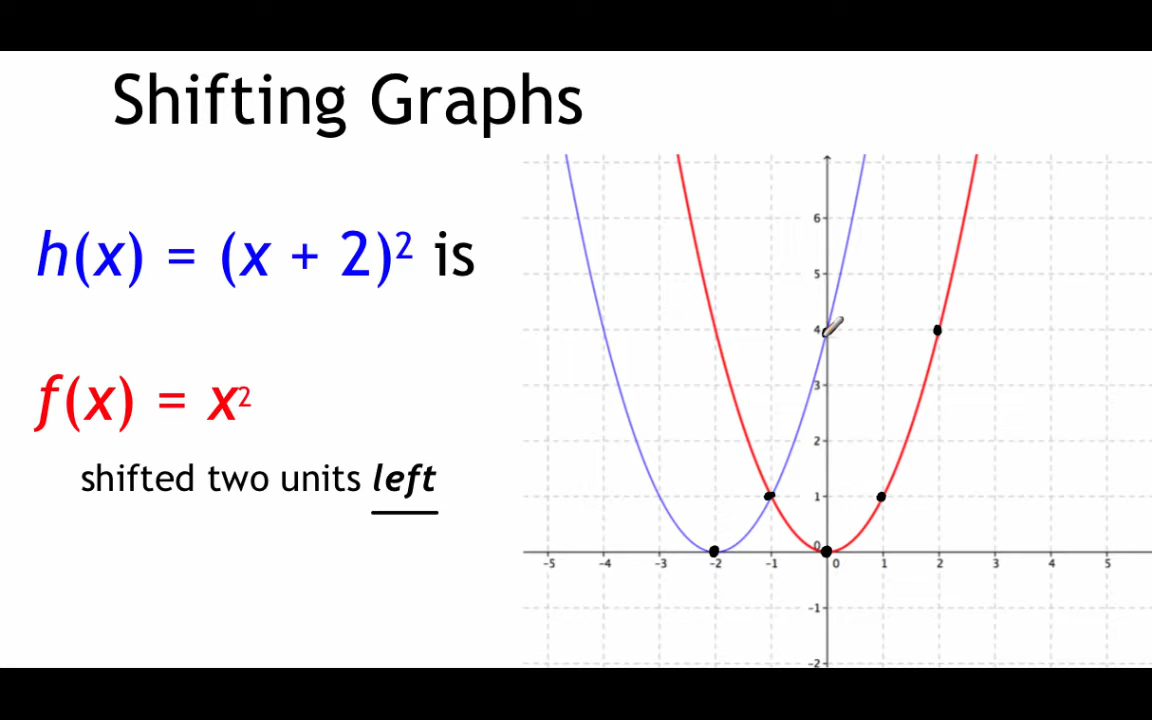 Shifting Graphs
h(x) = (x + 2)² is
f(x) = x²
shifted two units left
6
5
4
3
2
1
0
-5 -4 -3 -2 -1 0 1 2 3 4 5
-1
-2